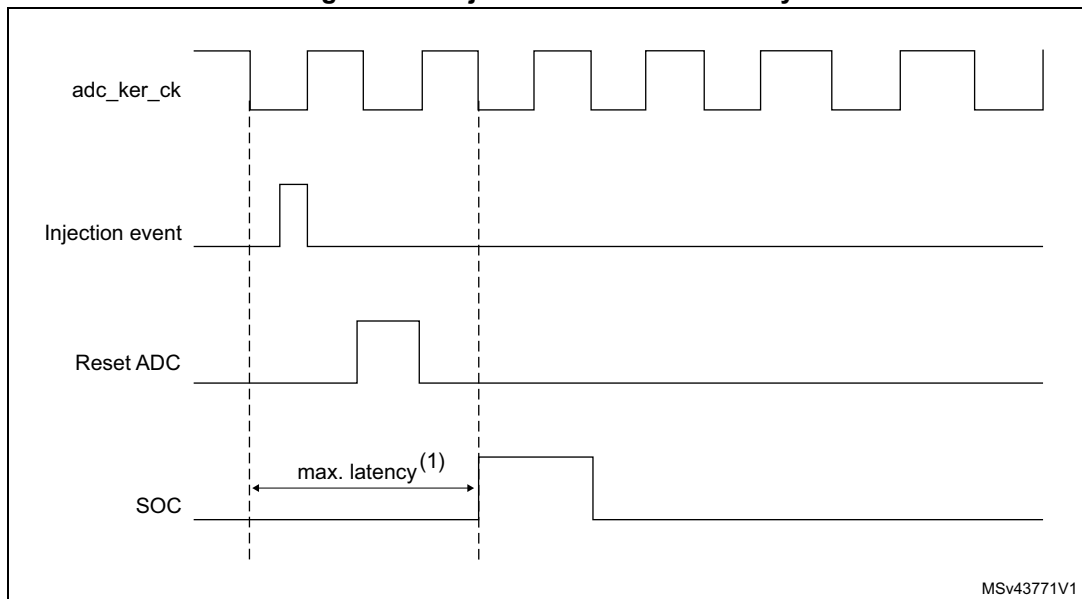 adc_ker_ck
Injection event
Reset ADC
max. latency(1)
SOC
MSv43771V1